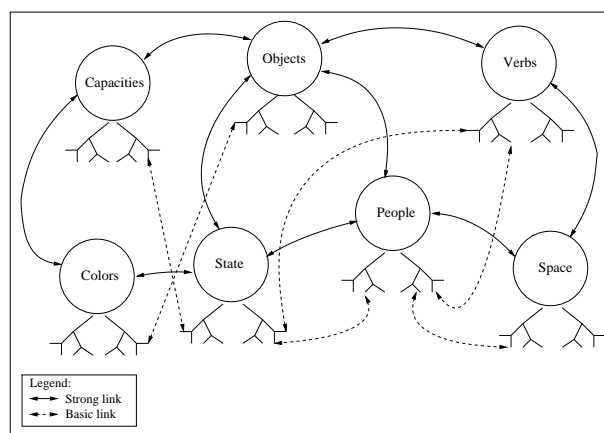 Objects
Verbs
Capacities
People
State
Space
Colors
Legend:
Strong link
Basic link